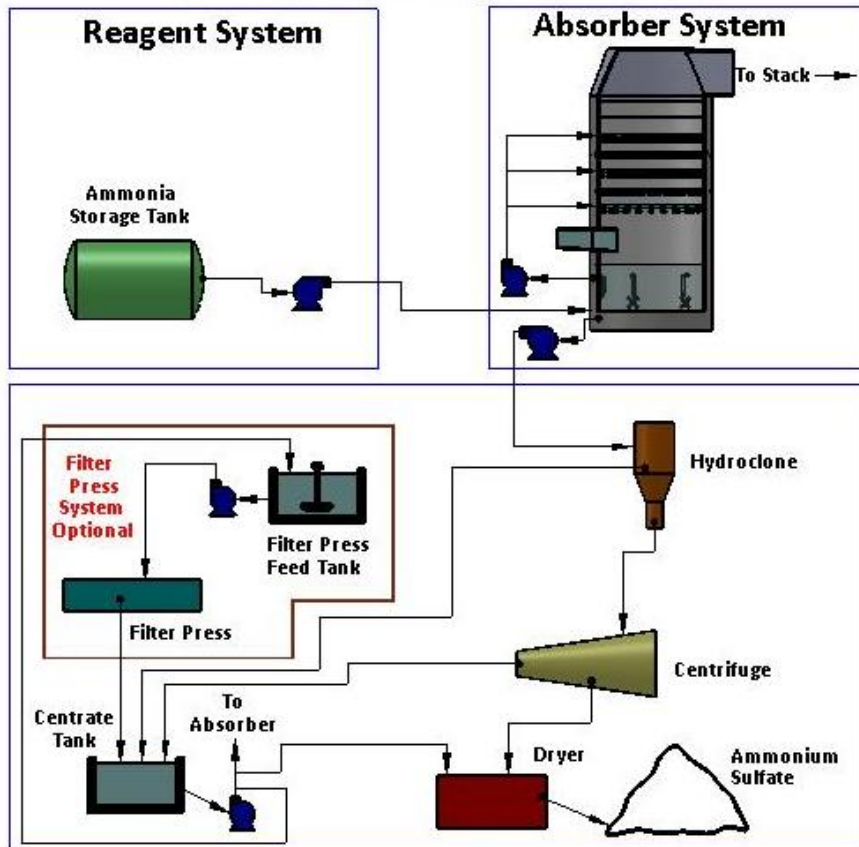 Reagent System
Absorber System
To Stack
Ammonia
Storage Tank
Filter
Press
System
Optional
Filter Press
Feed Tank
Hydroclone
Filter Press
Centrifuge
Centrate
Tank
To
Absorber
Dryer
Ammonium
Sulfate